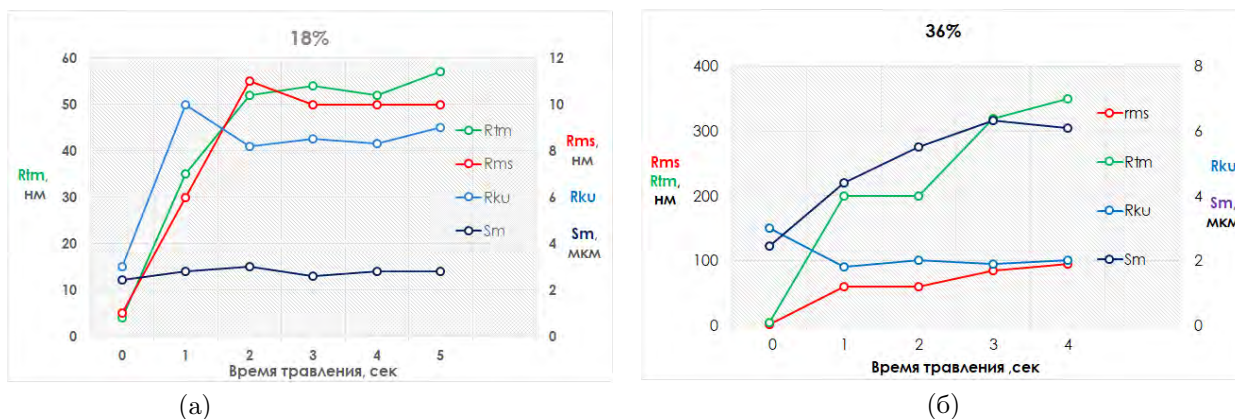 18%
60
50
40
30
20
10
0
12
10
8
6
4
2
0
Rtm,
нм
Rms,
нм
Rku
Sm,
мкм
Rtm
Rms
Rku
Sm
0 1 2 3 4 5
Время травления, сек
(а)
36%
400
300
200
100
0
8
6
4
2
0
Rms
Rtm,
нм
Rku
Sm,
мкм
rms
Rtm
Rku
Sm
0 1 2 3 4
Время травления ,сек
(б)